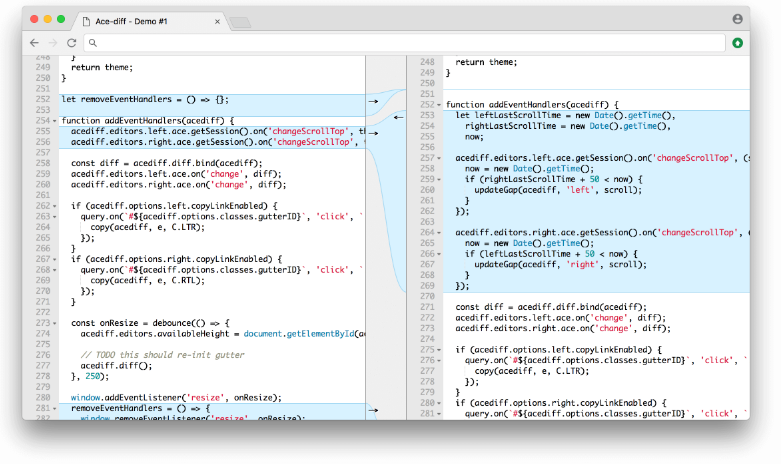 Ace-diff - Demo #1
248 }
249 return theme;
250 }
251
252 let removeEventHandlers = () => {};
253
254 function addEventHandlers(acediff) {
255 acediff.editors.left.ace.getSession().on('changeScrollTop', th
256 acediff.editors.right.ace.getSession().on('changeScrollTop',
257
258 const diff = acediff.diff.bind(acediff);
259 acediff.editors.left.ace.on('change', diff);
260 acediff.editors.right.ace.on('change', diff);
261
262 if (acediff.options.left.copyLinkEnabled) {
263 query.on(`#${acediff.options.classes.gutterID}`, 'click', `
264 copy(acediff, e, C.LTR);
265 });
266 }
267 if (acediff.options.right.copyLinkEnabled) {
268 query.on(`#${acediff.options.classes.gutterID}`, 'click', `
269 copy(acediff, e, C.RTL);
270 });
271 }
272
273 const onResize = debounce(() => {
274 acediff.editors.availableHeight = document.getElementById(ac
275
276 // TODO this should re-init gutter
277 acediff.diff();
278 }, 250);
279
280 window.addEventListener('resize', onResize);
281 removeEventHandlers = () => {
282 window.removeEventListener('resize', onResize);
248 return theme;
249 }
250
251
252 function addEventHandlers(acediff) {
253 let leftLastScrollTime = new Date().getTime(),
254 rightLastScrollTime = new Date().getTime(),
255 now;
256
257 acediff.editors.left.ace.getSession().on('changeScrollTop', (s
258 now = new Date().getTime();
259 if (rightLastScrollTime + 50 < now) {
260 updateGap(acediff, 'left', scroll);
261 }
262 });
263
264 acediff.editors.right.ace.getSession().on('changeScrollTop', (
265 now = new Date().getTime();
266 if (leftLastScrollTime + 50 < now) {
267 updateGap(acediff, 'right', scroll);
268 }
269 });
270
271 const diff = acediff.diff.bind(acediff);
272 acediff.editors.left.ace.on('change', diff);
273 acediff.editors.right.ace.on('change', diff);
274
275 if (acediff.options.left.copyLinkEnabled) {
276 query.on(`#${acediff.options.classes.gutterID}`, 'click', `
277 copy(acediff, e, C.LTR);
278 });
279 }
280 if (acediff.options.right.copyLinkEnabled) {
281 query.on(`#${acediff.options.classes.gutterID}`, 'click', `